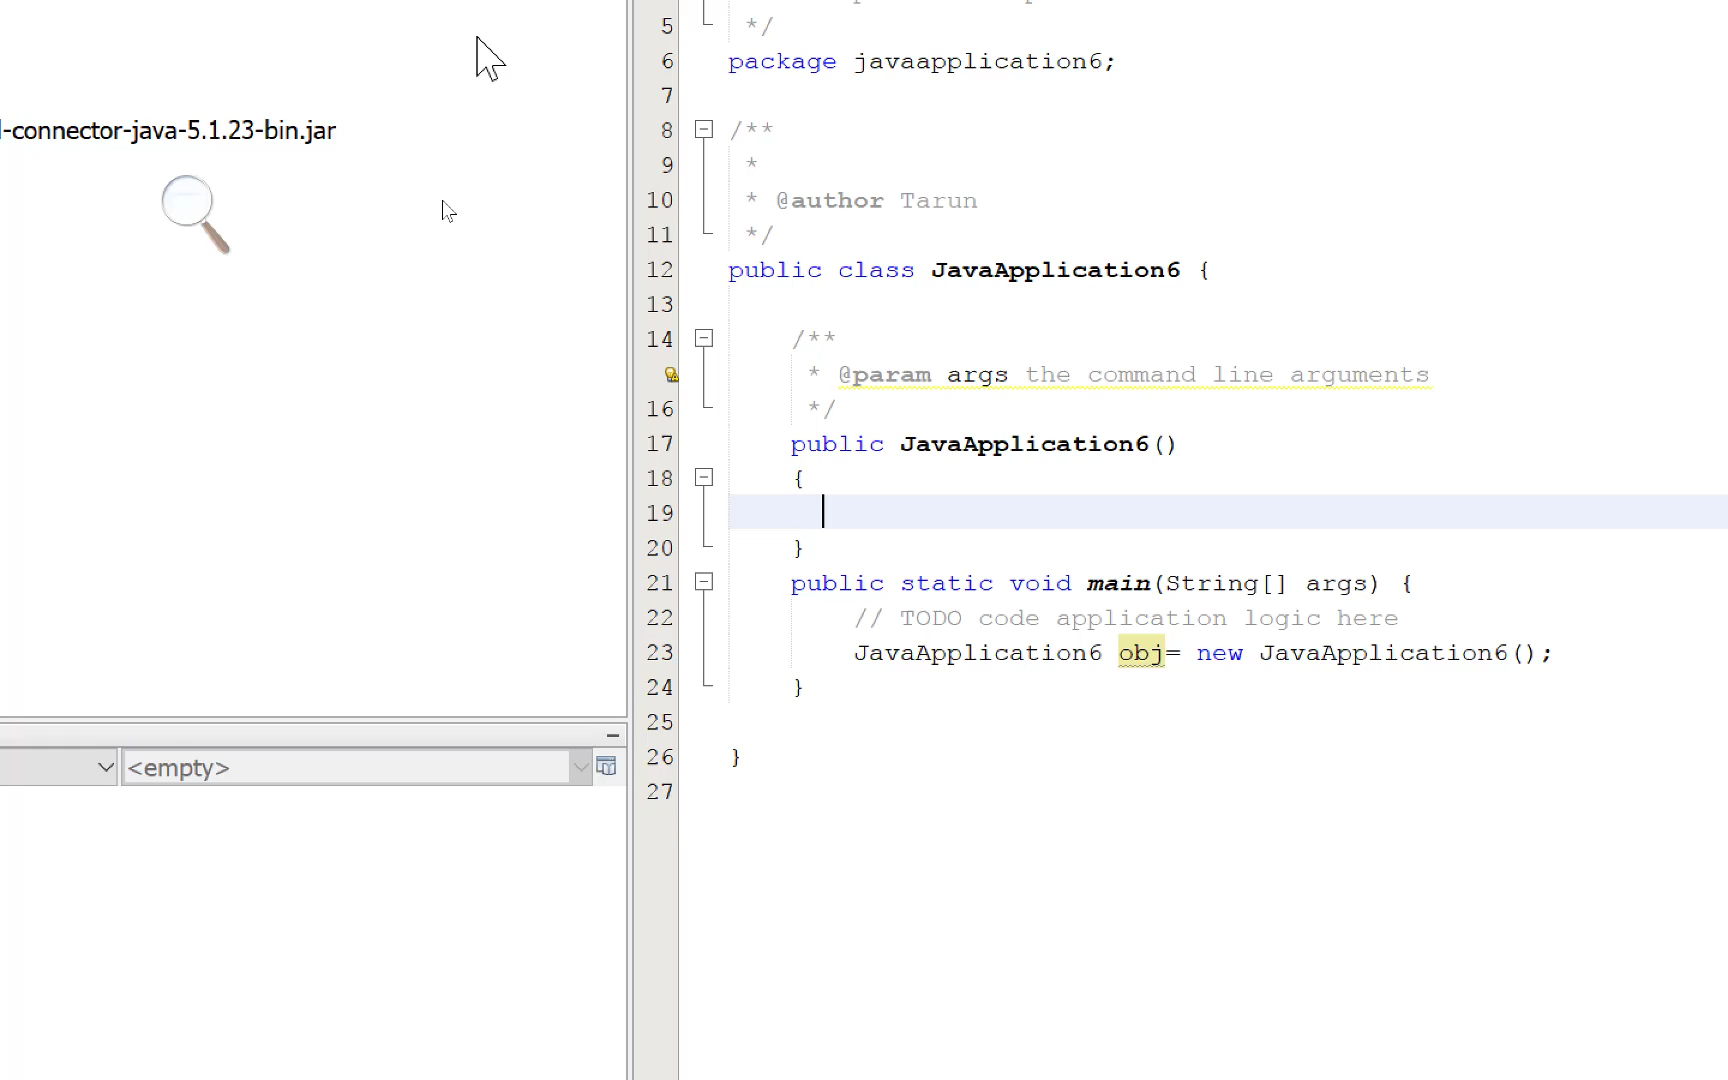 l-connector-java-5.1.23-bin.jar
<empty>
5 */
6 package javaapplication6;
7
8 /**
9 *
10 * @author Tarun
11 */
12 public class JavaApplication6 {
13
14 /**
* @param args the command line arguments
16 */
17 public JavaApplication6()
18 {
19
20 }
21 public static void main(String[] args) {
22 // TODO code application logic here
23 JavaApplication6 obj= new JavaApplication6();
24 }
25
26 }
27